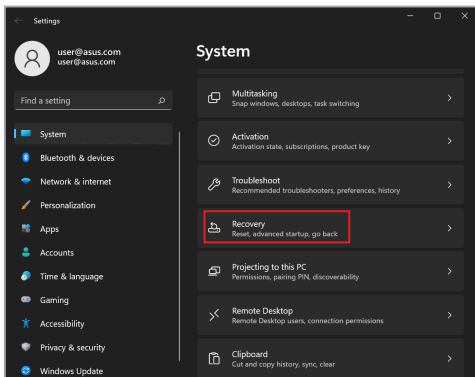 Settings
user@asus.com
user@asus.com
Find a setting
System
Bluetooth & devices
Network & internet
Personalization
Apps
Accounts
Time & language
Gaming
Accessibility
Privacy & security
Windows Update
System
Multitasking
Snap windows, desktops, task switching
Activation
Activation state, subscriptions, product key
Troubleshoot
Recommended troubleshooters, preferences, history
Recovery
Reset, advanced startup, go back
Projecting to this PC
Permissions, pairing PIN, discoverability
Remote Desktop
Remote Desktop users, connection permissions
Clipboard
Cut and copy history, sync, clear